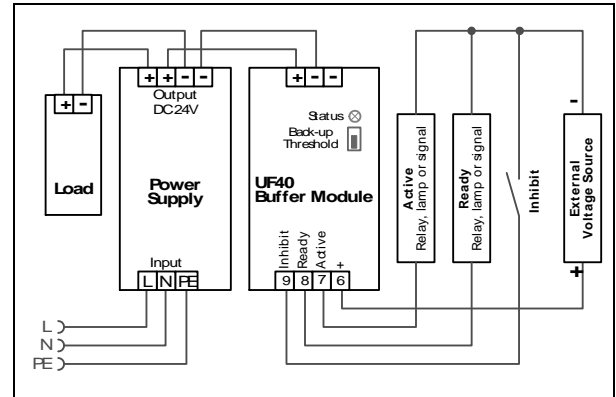 + -
Load
+ + - -
Output
DC24V
Power
Supply
Input
L N PE
L
N
PE
+ - -
Status
Back-up
Threshold
UF40
Buffer Module
Inhibit
Ready
Active
+
9 8 7 6
Active
Relay, lamp or signal
Ready
Relay, lamp or signal
Inhibit
-
External
Voltage Source
+